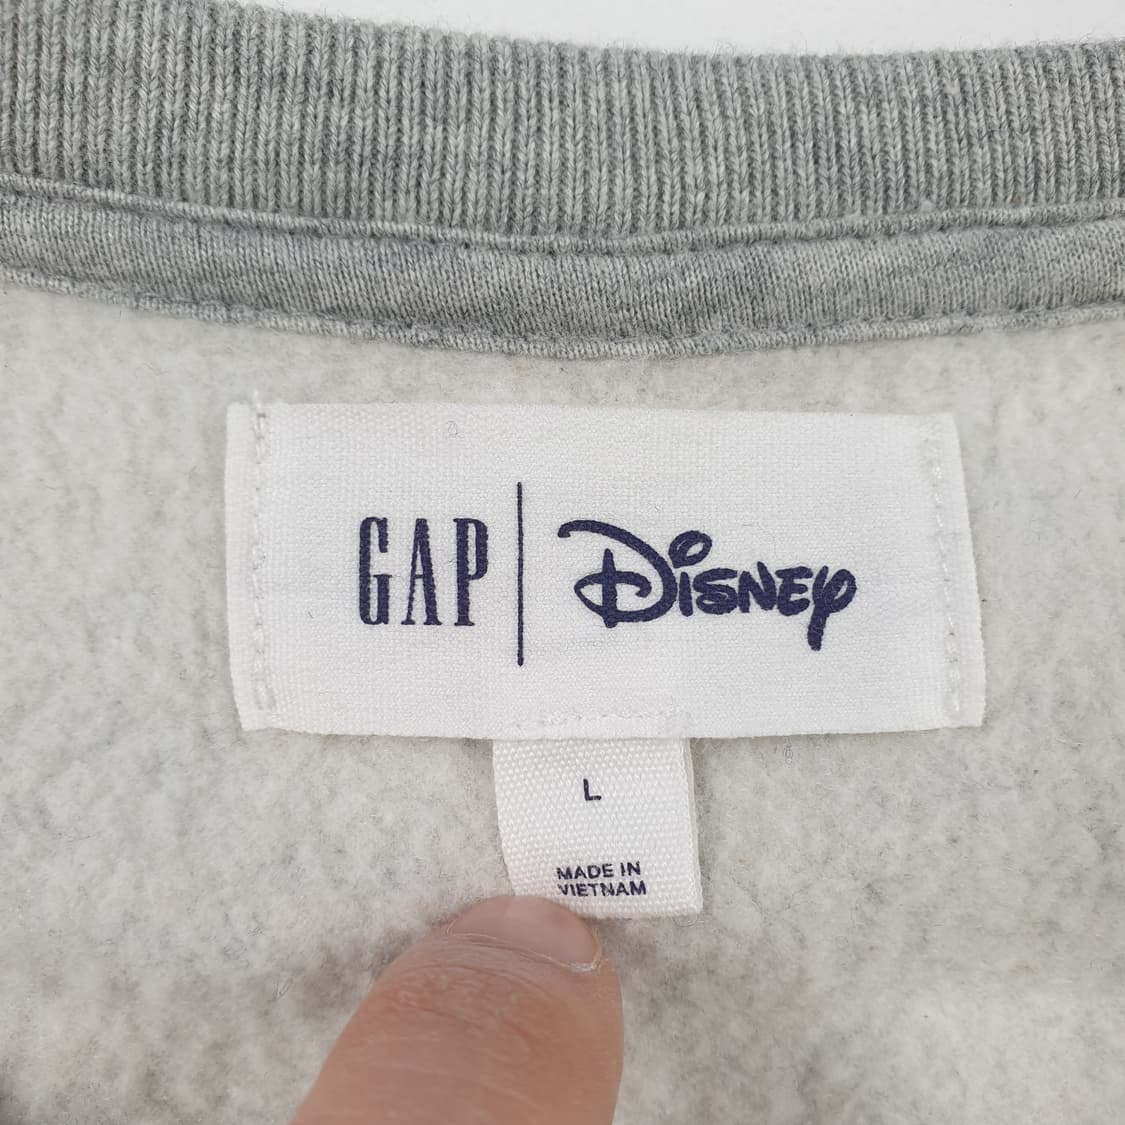 GAP | Disney
L
MADE IN
VIETNAM